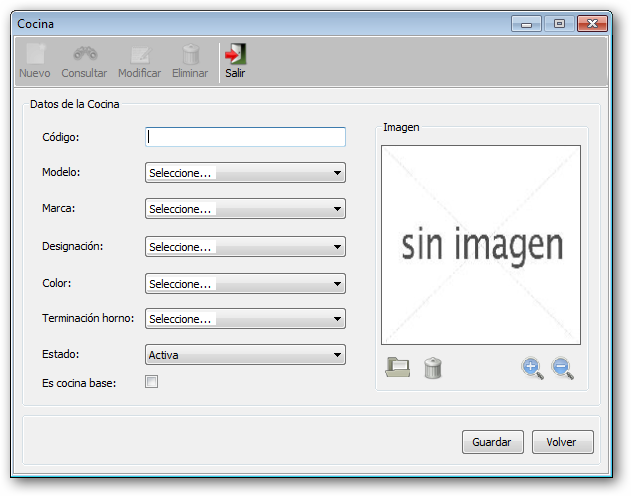 Cocina
Nuevo Consultar Modificar Eliminar Salir
Datos de la Cocina
Código:
Modelo: Seleccione...
Marca: Seleccione...
Designación: Seleccione...
Color: Seleccione...
Terminación horno: Seleccione...
Estado: Activa
Es cocina base:
Imagen
sin imagen
Guardar Volver